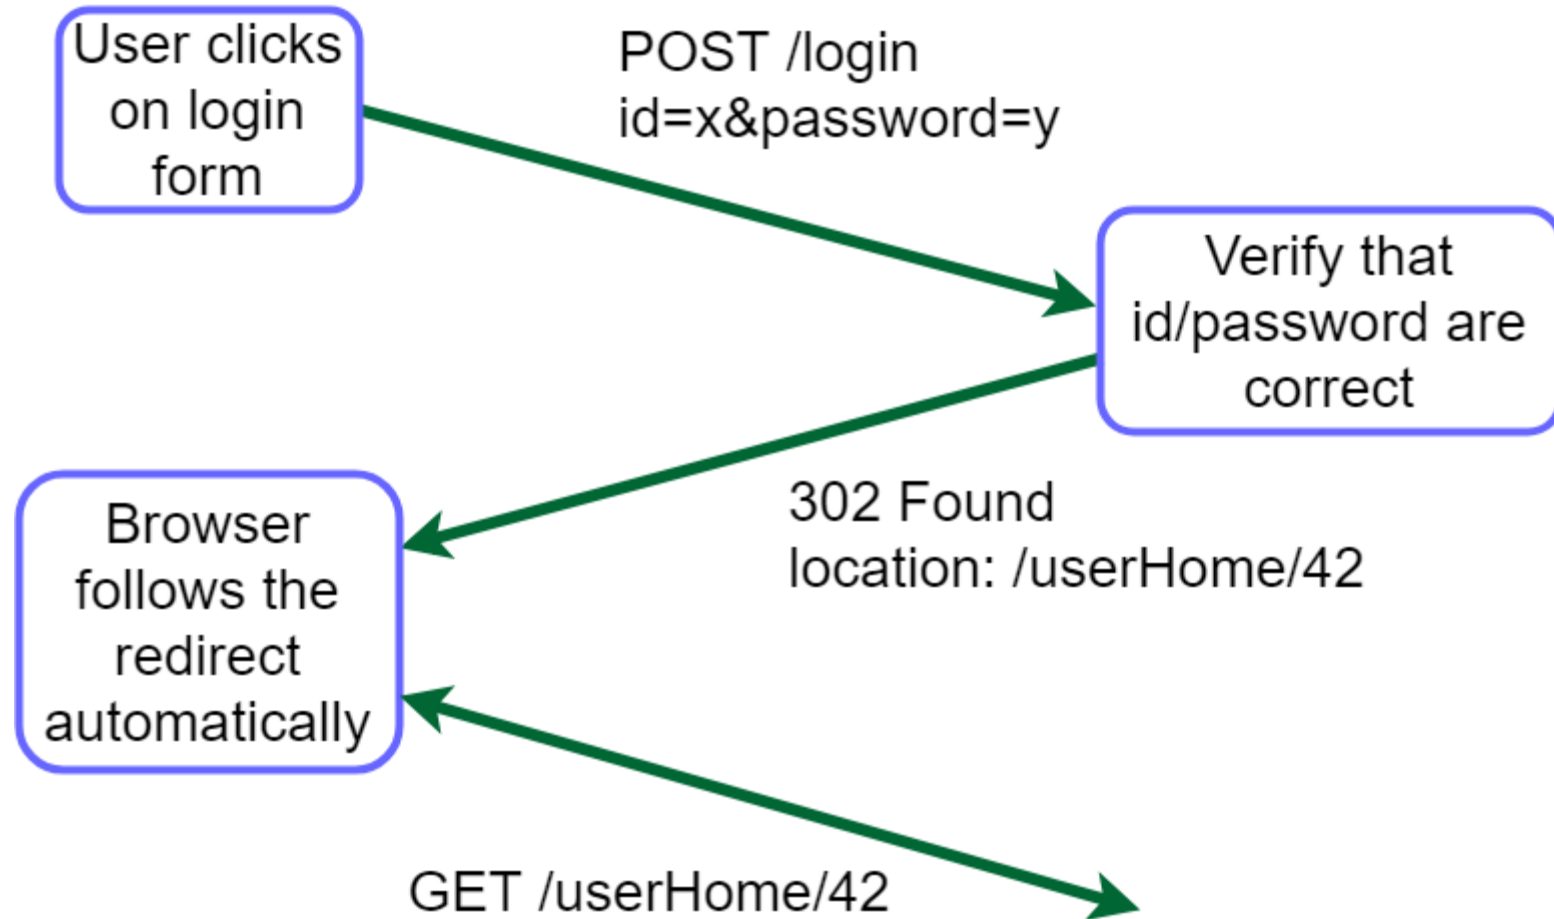 User clicks
on login
form
POST /login
id=x&password=y
Verify that
id/password are
correct
302 Found
location: /userHome/42
Browser
follows the
redirect
automatically
GET /userHome/42